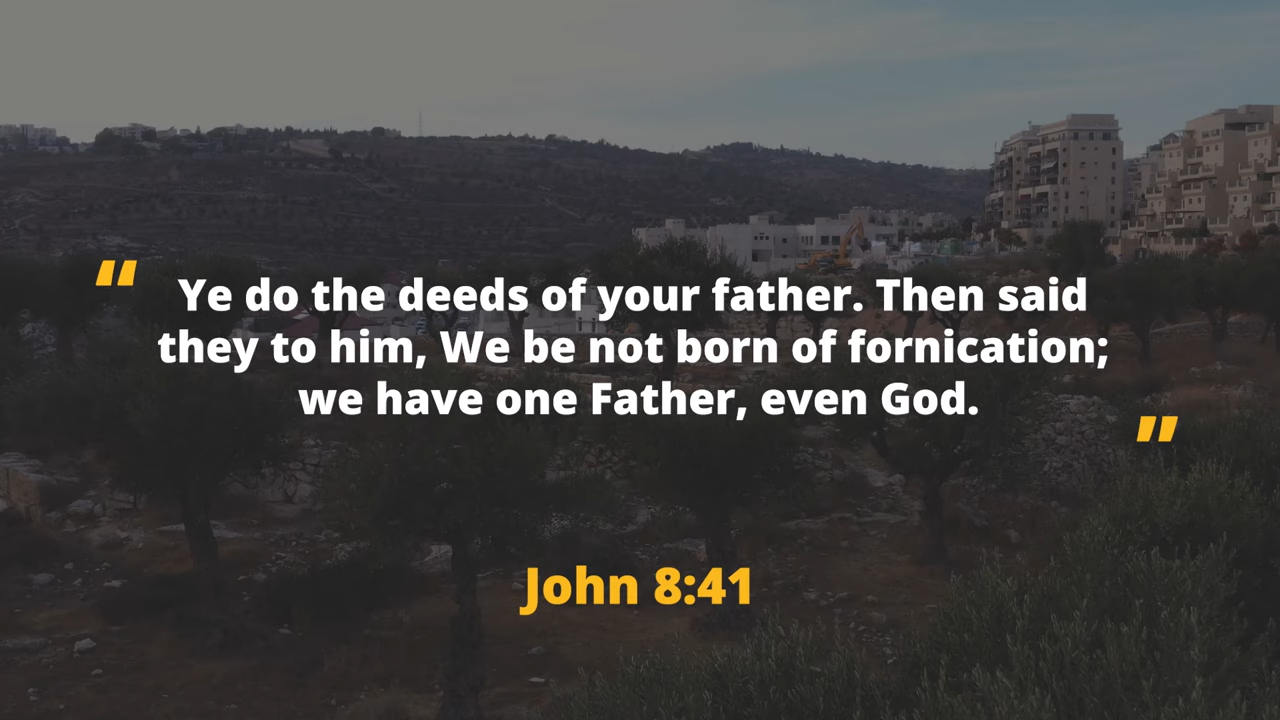 "Ye do the deeds of your father. Then said
they to him, We be not born of fornication;
we have one Father, even God."
John 8:41